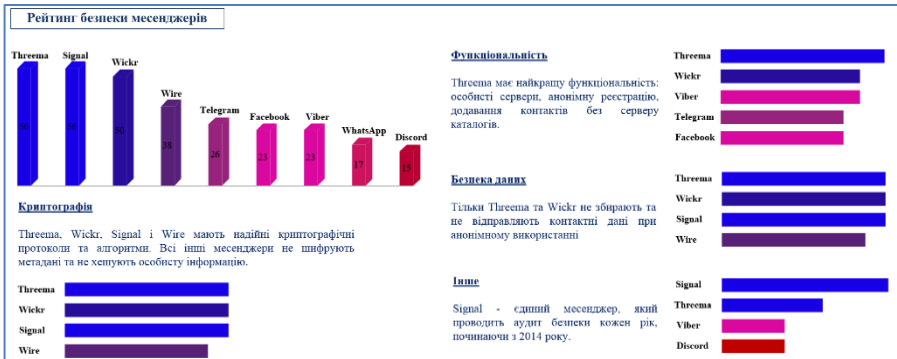 Рейтинг безпеки месенджерів
Threema
Signal
Wickr
Wire
Telegram
Facebook
Viber
WhatsApp
Discord
56
56
50
38
26
23
23
17
15
Криптографія
Threema, Wickr, Signal і Wire мають надійні криптографічні
протоколи та алгоритми. Всі інші месенджери не шифрують
метадані та не хешують особисту інформацію.
Threema
Wickr
Signal
Wire
Функціональність
Threema має найкращу функціональність:
особисті сервери, анонімну реєстрацію,
додавання контактів без серверу
каталогів.
Threema
Wickr
Viber
Telegram
Facebook
Безпека даних
Тільки Threema та Wickr не збирають та
не відправляють контактні дані при
анонімному використанні
Threema
Wickr
Signal
Wire
Інше
Signal - єдиний месенджер, який
проводить аудит безпеки кожен рік,
починаючи з 2014 року.
Signal
Threema
Viber
Discord